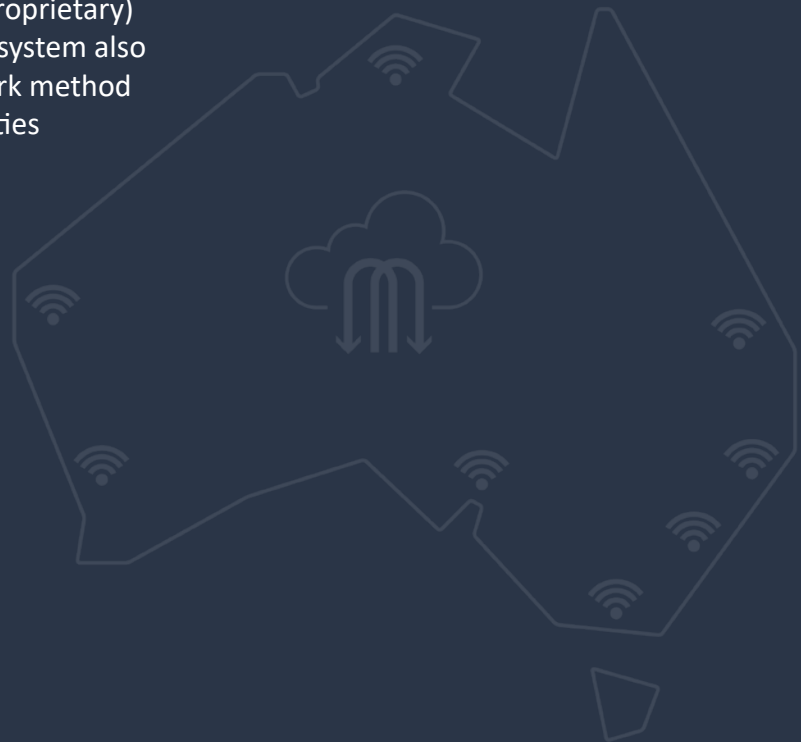 roprietary)
system also
rk method
ties